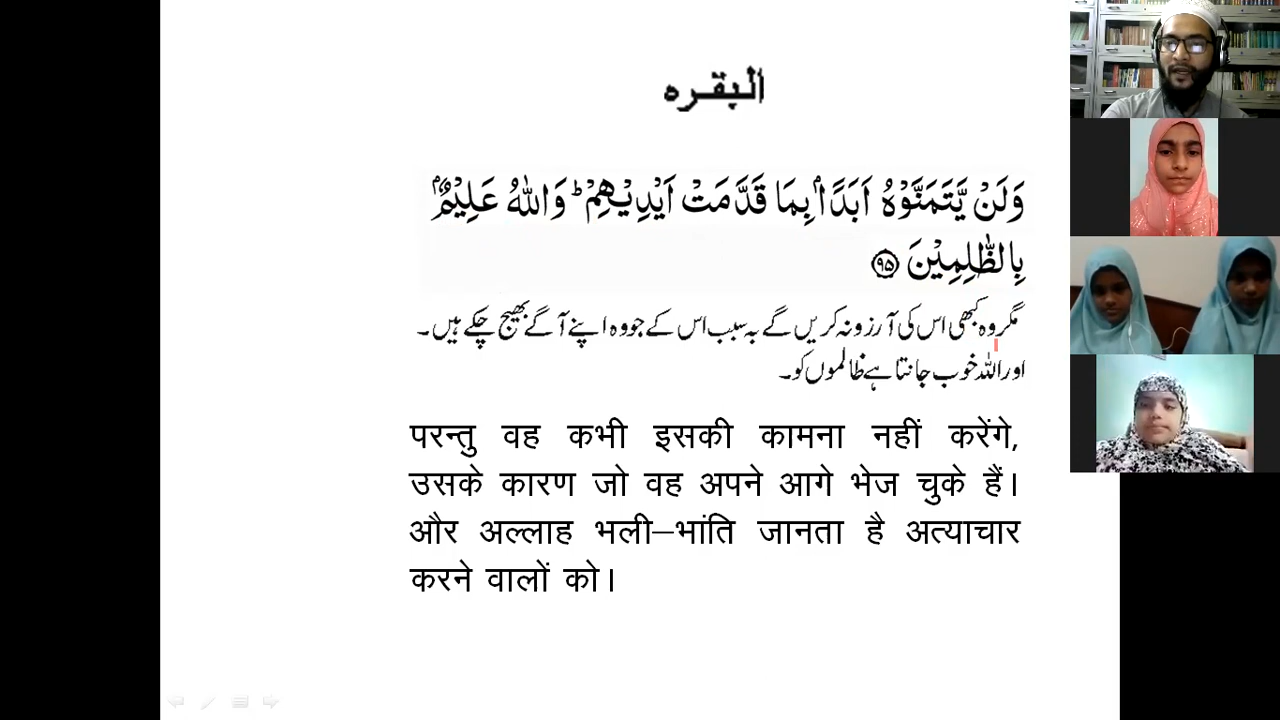 البقره
وَلَنْ يَّتَمَنَّوْهُ اَبَدًاۢ بِمَا قَدَّمَتْ اَيْدِيْهِمْ ؕ وَاللّٰهُ عَلِيْمٌۢ
بِالظّٰلِمِيْنَ ۹۵
مگر وہ کبھی اس کی آرزو نہ کریں گے بہ سبب اس کے جو وہ اپنے آگے بھیج چکے ہیں۔
اور اللہ خوب جانتا ہے ظالموں کو۔
परन्तु वह कभी इसकी कामना नहीं करेंगे,
उसके कारण जो वह अपने आगे भेज चुके हैं।
और अल्लाह भली–भांति जानता है अत्याचार
करने वालों को।